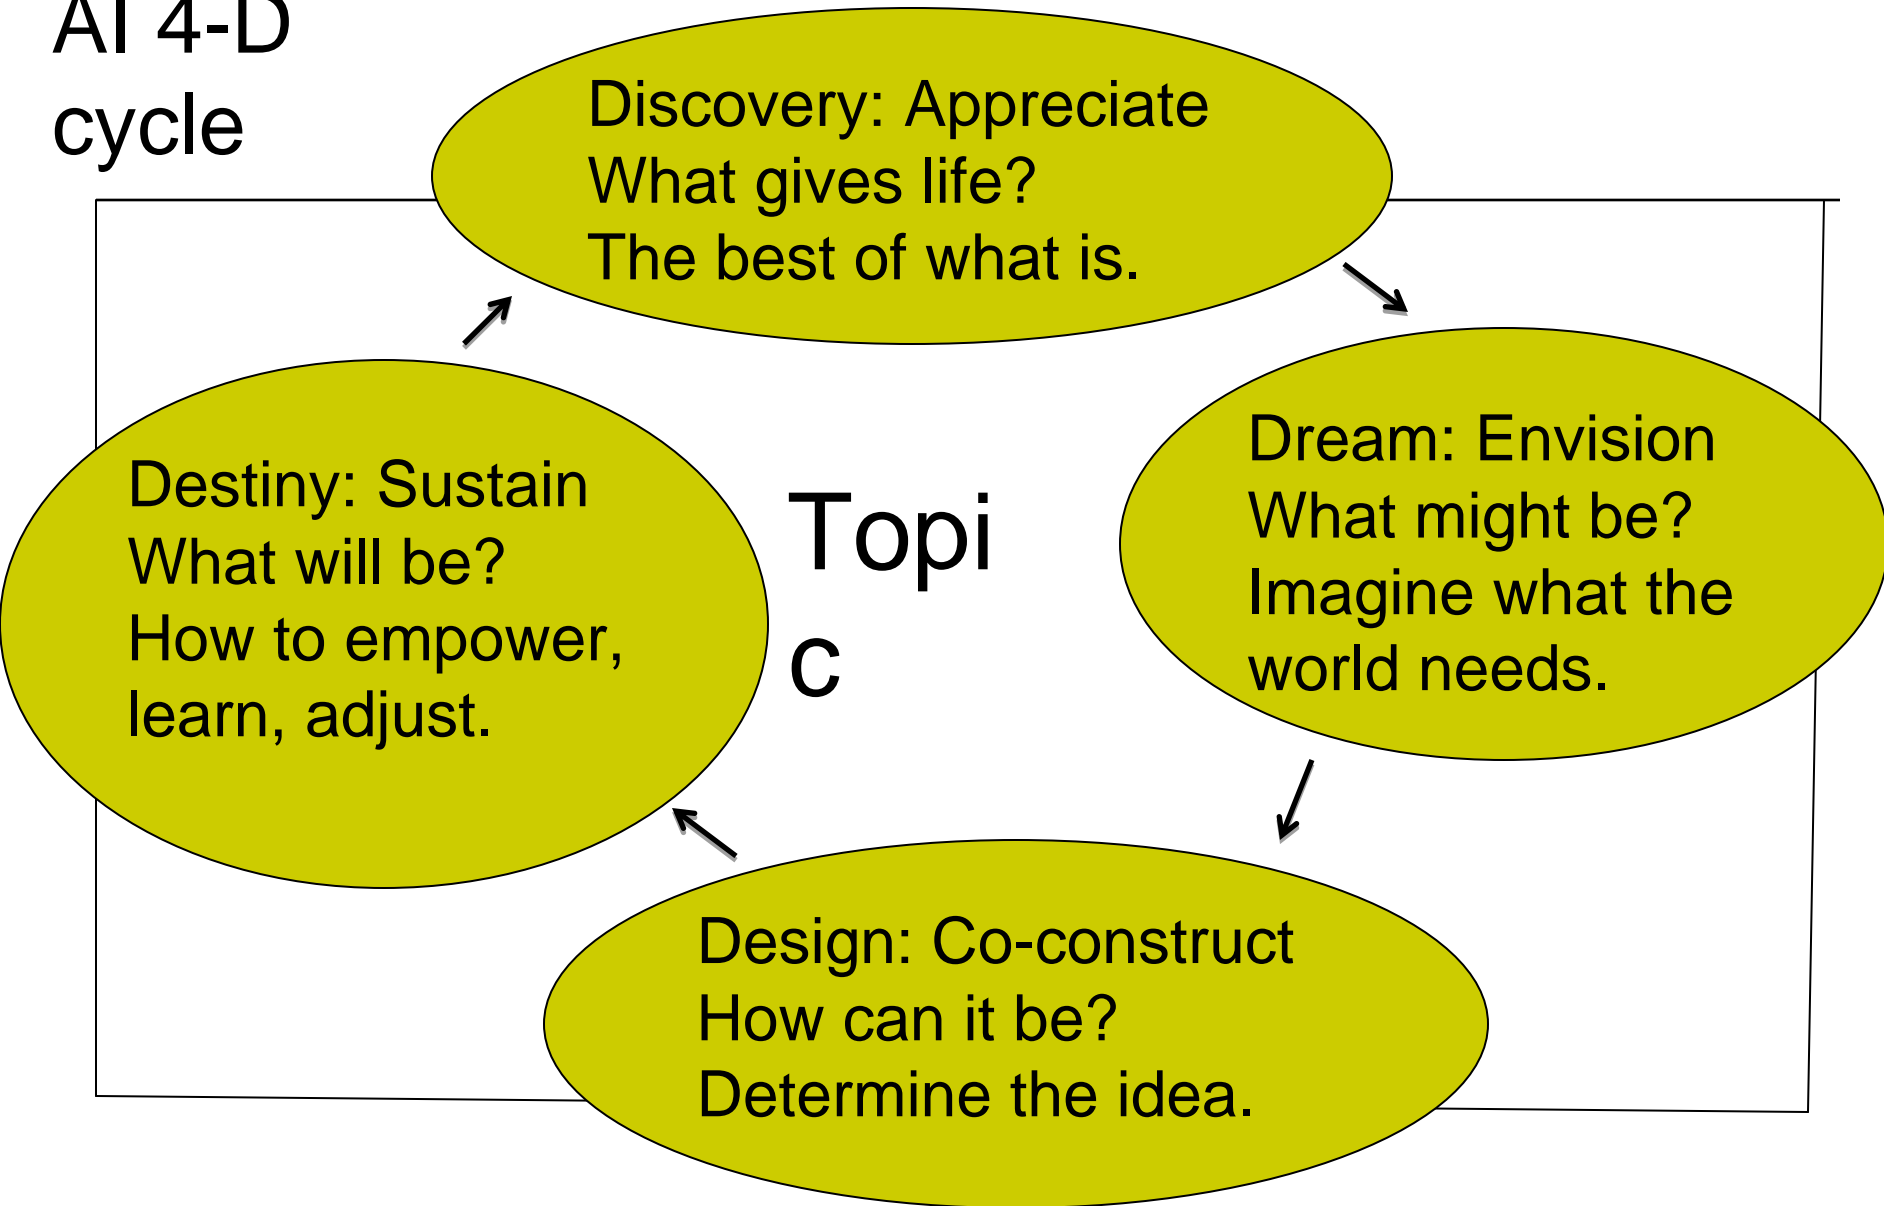 AI 4-D
cycle
Discovery: Appreciate
What gives life?
The best of what is.
Dream: Envision
What might be?
Imagine what the
world needs.
Destiny: Sustain
What will be?
How to empower,
learn, adjust.
Topi
c
Design: Co-construct
How can it be?
Determine the idea.